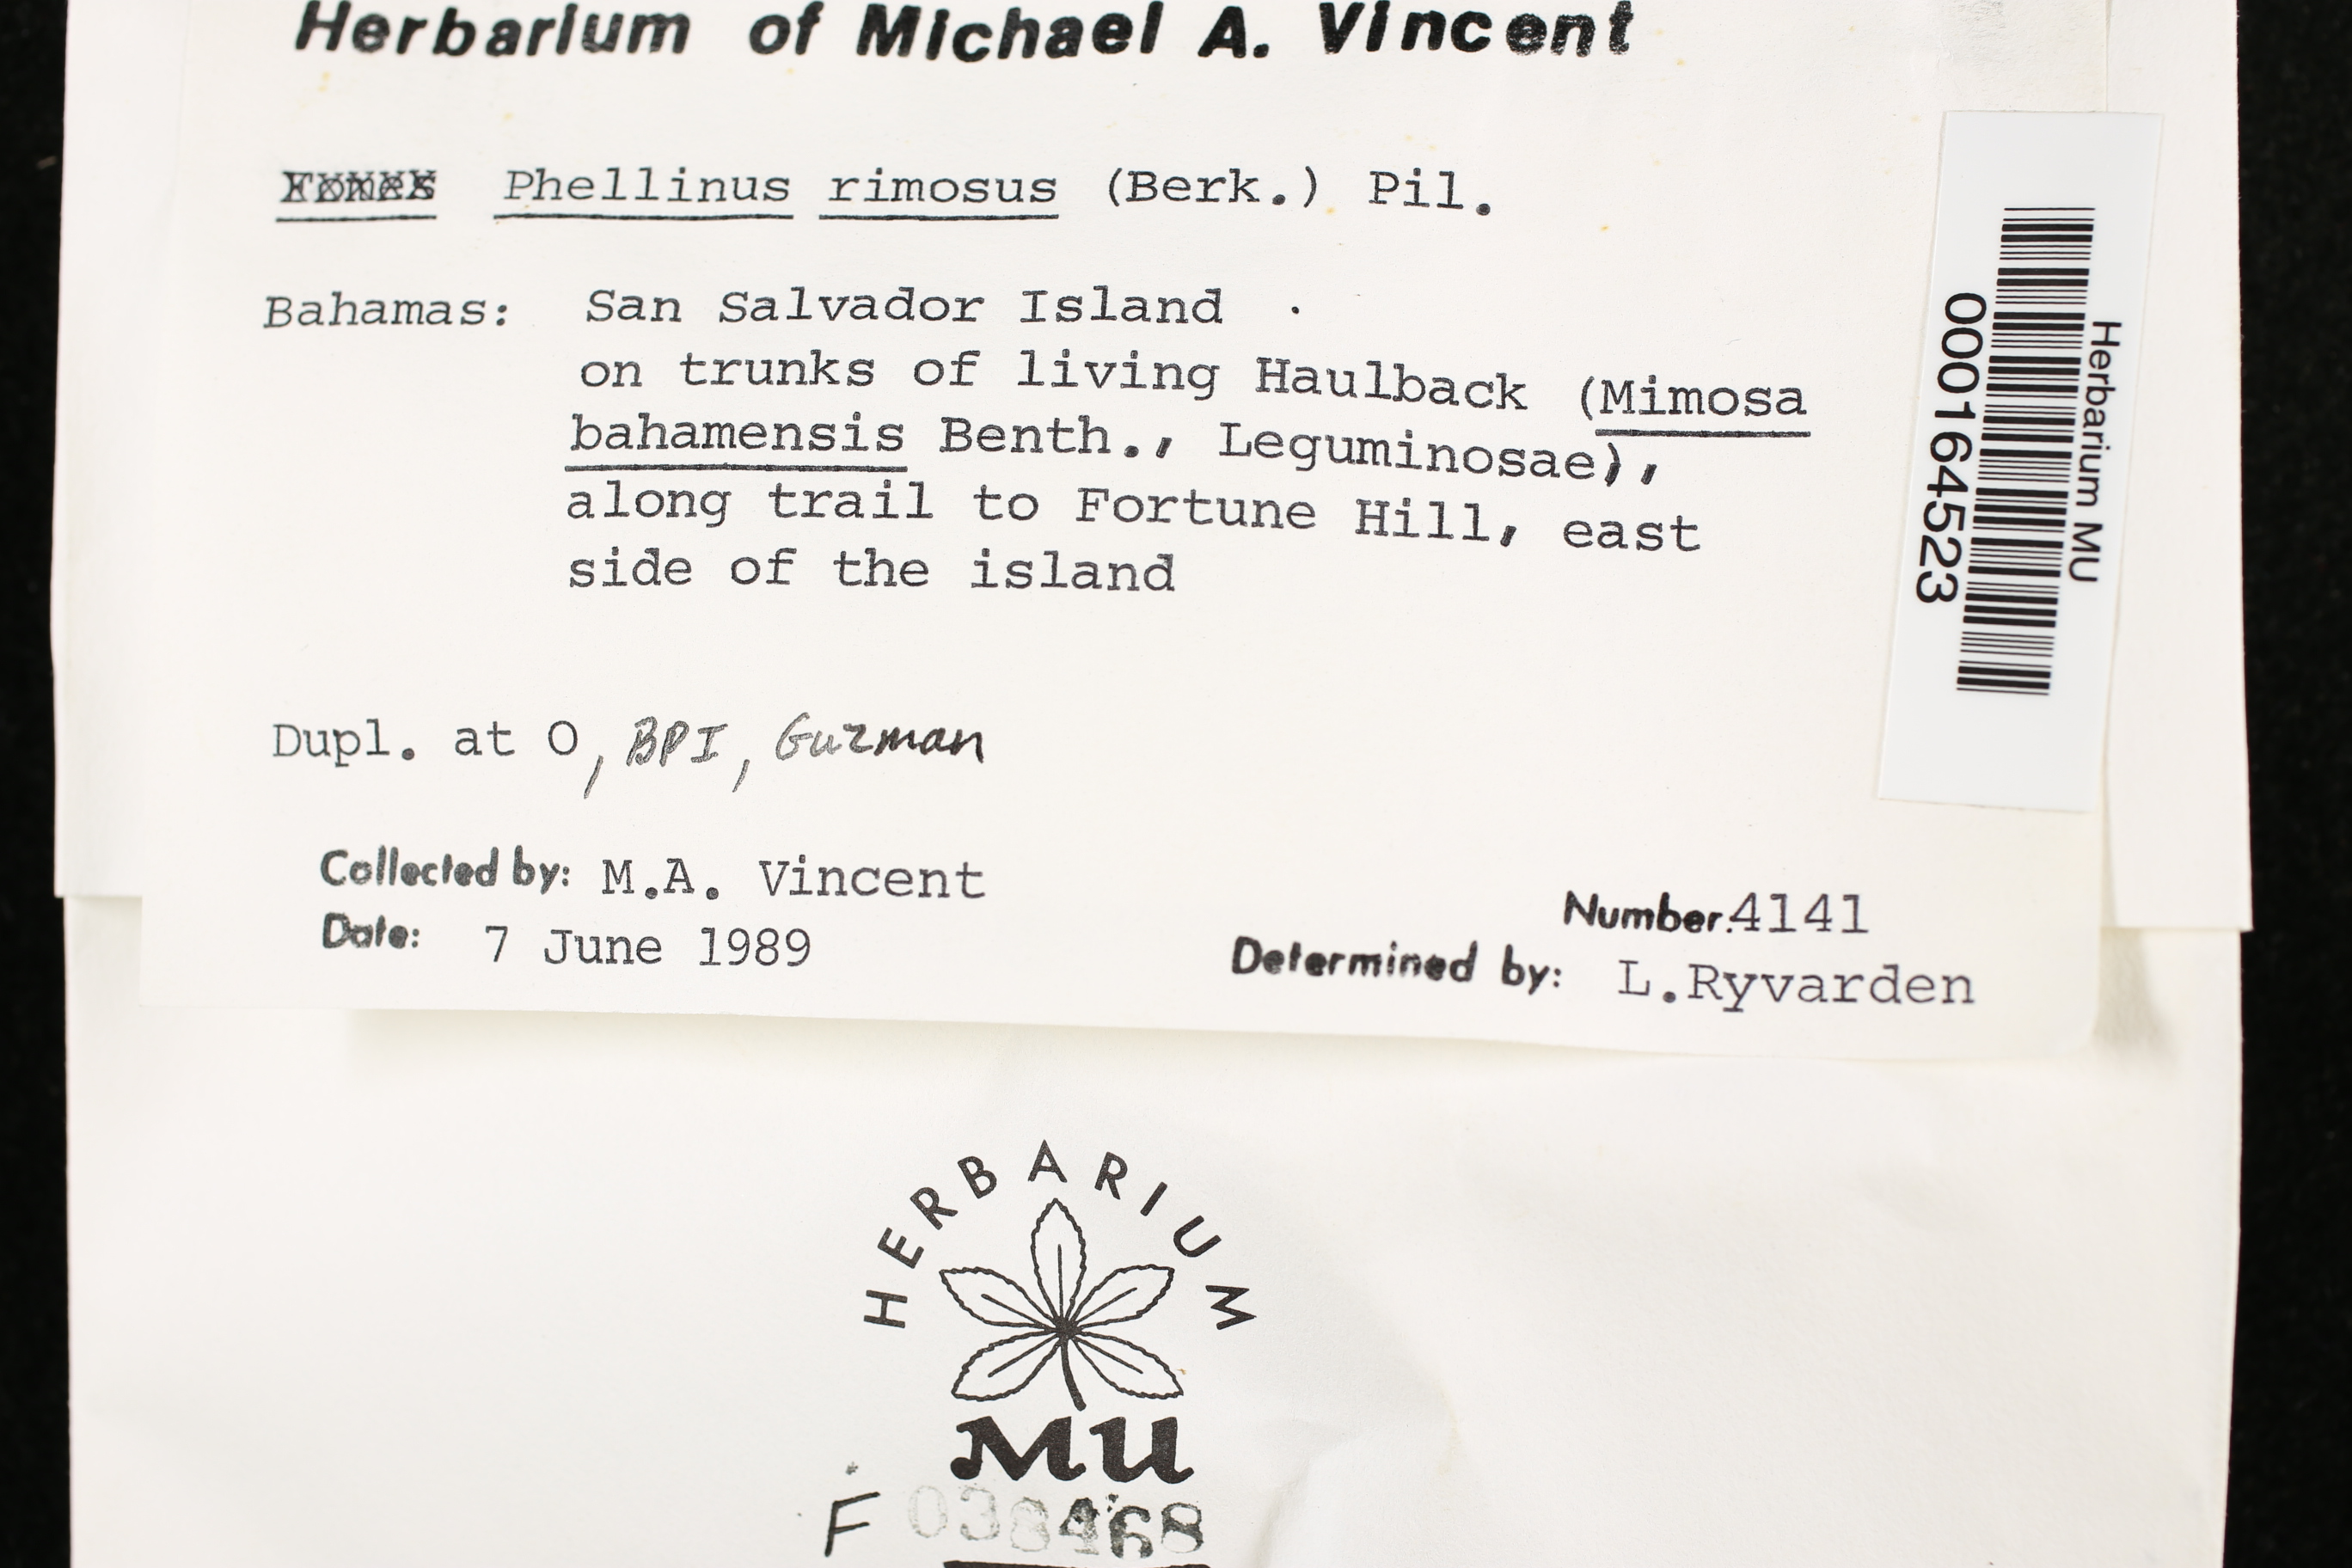 Herbarium of Michael A. Vincent
Phellinus rimosus (Berk.) Pil.
Bahamas: San Salvador Island
on trunks of living Haulback (Mimosa
bahamensis Benth., Leguminosae),
along trail to Fortune Hill, east
side of the island
Dupl. at O, BPI, Guzman
Collected by: M.A. Vincent
Number. 4141
Date: 7 June 1989
Determined by: L.Ryvarden
Herbarium MU
000164523
HERBARIUM
MU
F 038468